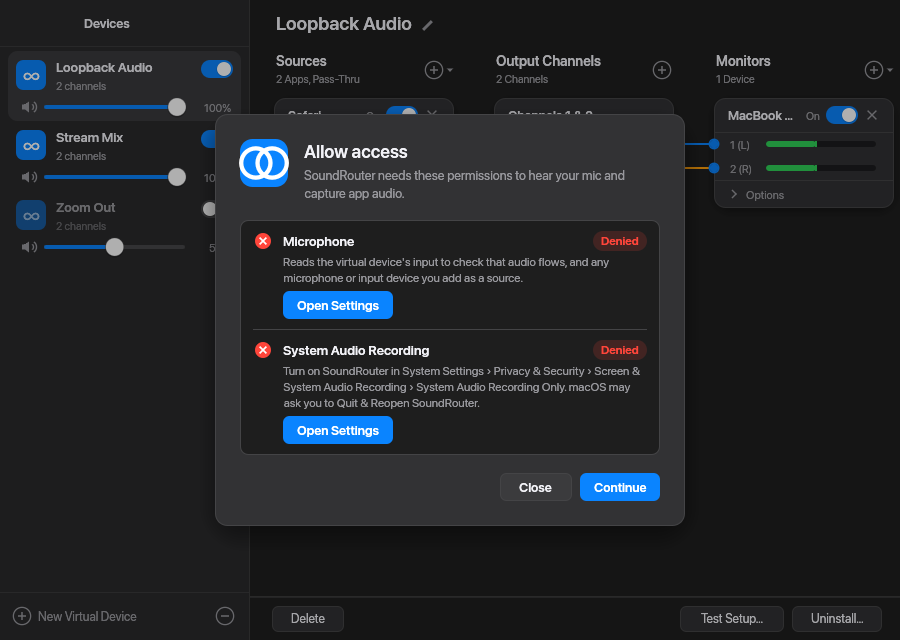 Devices
Loopback Audio
2 channels
100%
Stream Mix
2 channels
Zoom Out
2 channels
New Virtual Device
Loopback Audio
Sources
2 Apps, Pass-Thru
Output Channels
2 Channels
Monitors
1 Device
MacBook ... On
1 (L)
2 (R)
Options
Allow access
SoundRouter needs these permissions to hear your mic and
capture app audio.
Microphone Denied
Reads the virtual device's input to check that audio flows, and any
microphone or input device you add as a source.
Open Settings
System Audio Recording Denied
Turn on SoundRouter in System Settings › Privacy & Security › Screen &
System Audio Recording › System Audio Recording Only. macOS may
ask you to Quit & Reopen SoundRouter.
Open Settings
Close Continue
Delete Test Setup... Uninstall...